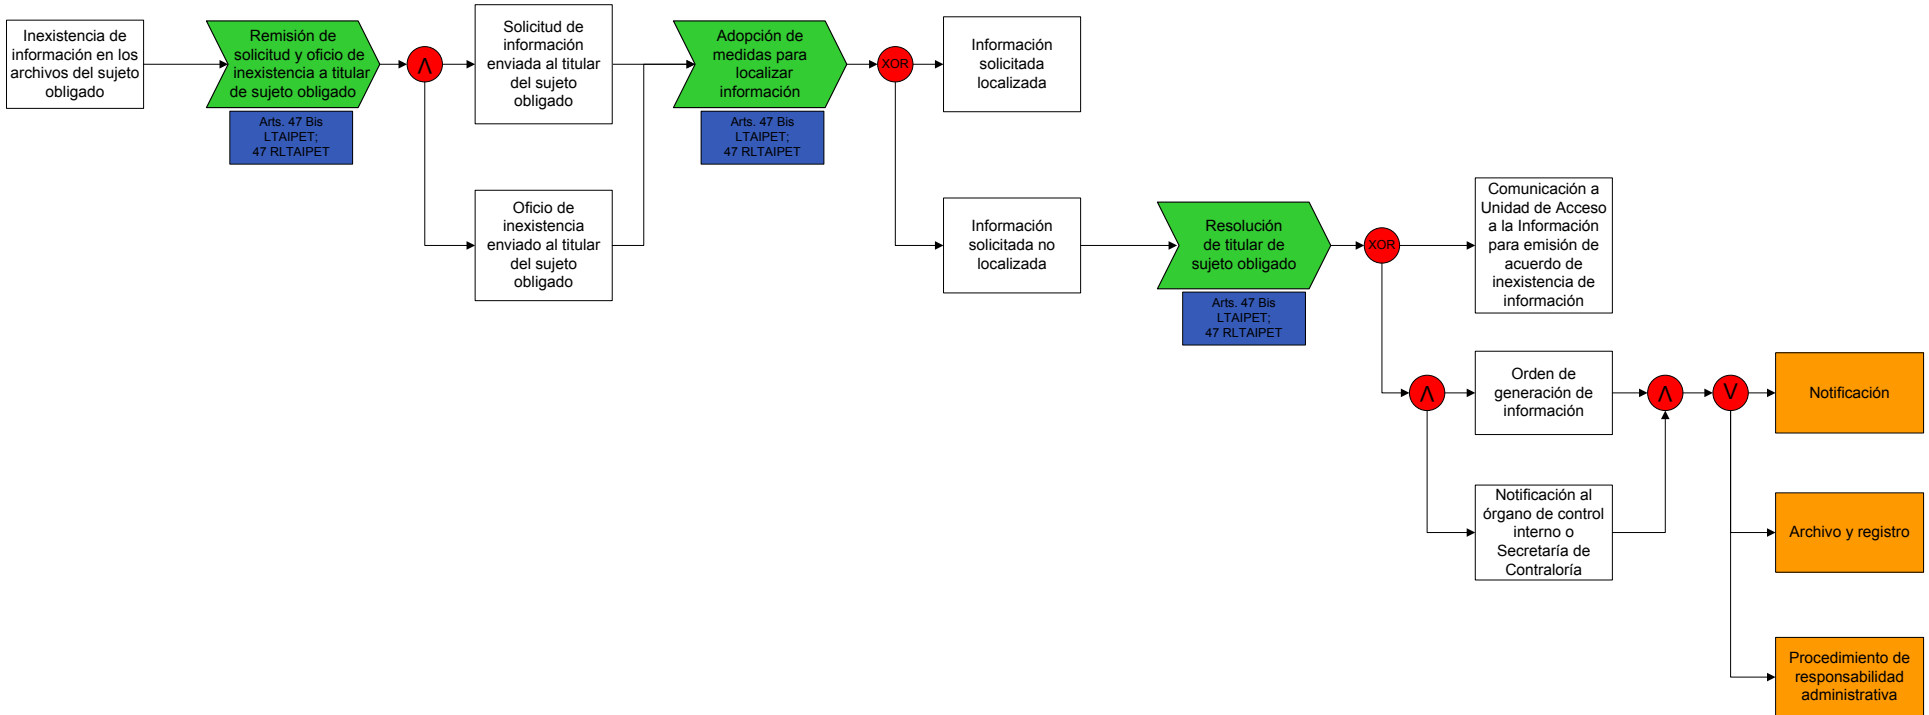 Inexistencia de
información en los
archivos del sujeto
obligado
Remisión de
solicitud y oficio de
inexistencia a titular
de sujeto obligado
Arts. 47 Bis
LTAIPET;
47 RLTAIPET
Λ
Solicitud de
información
enviada al titular
del sujeto
obligado
Oficio de
inexistencia
enviado al titular
del sujeto
obligado
Adopción de
medidas para
localizar
información
Arts. 47 Bis
LTAIPET;
47 RLTAIPET
XOR
Información
solicitada
localizada
Información
solicitada no
localizada
Resolución
de titular de
sujeto obligado
Arts. 47 Bis
LTAIPET;
47 RLTAIPET
XOR
Comunicación a
Unidad de Acceso
a la Información
para emisión de
acuerdo de
inexistencia de
información
Λ
Orden de
generación de
información
Notificación al
órgano de control
interno o
Secretaría de
Contraloría
Λ
V
Notificación
Archivo y registro
Procedimiento de
responsabilidad
administrativa